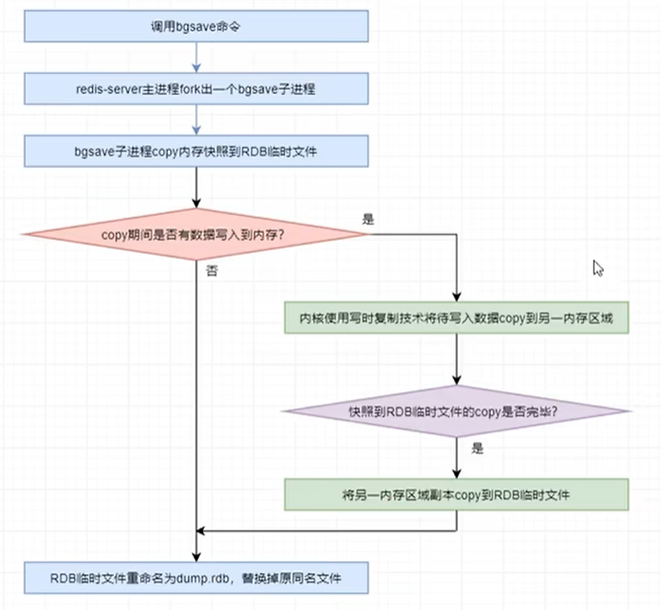 调用bgsave命令
redis-server主进程fork出一个bgsave子进程
bgsave子进程copy内存快照到RDB临时文件
copy期间是否有数据写入到内存?
是
否
内核使用写时复制技术将待写入数据copy到另一内存区域
快照到RDB临时文件的copy是否完毕?
是
将另一内存区域副本copy到RDB临时文件
RDB临时文件重命名为dump.rdb，替换掉原同名文件